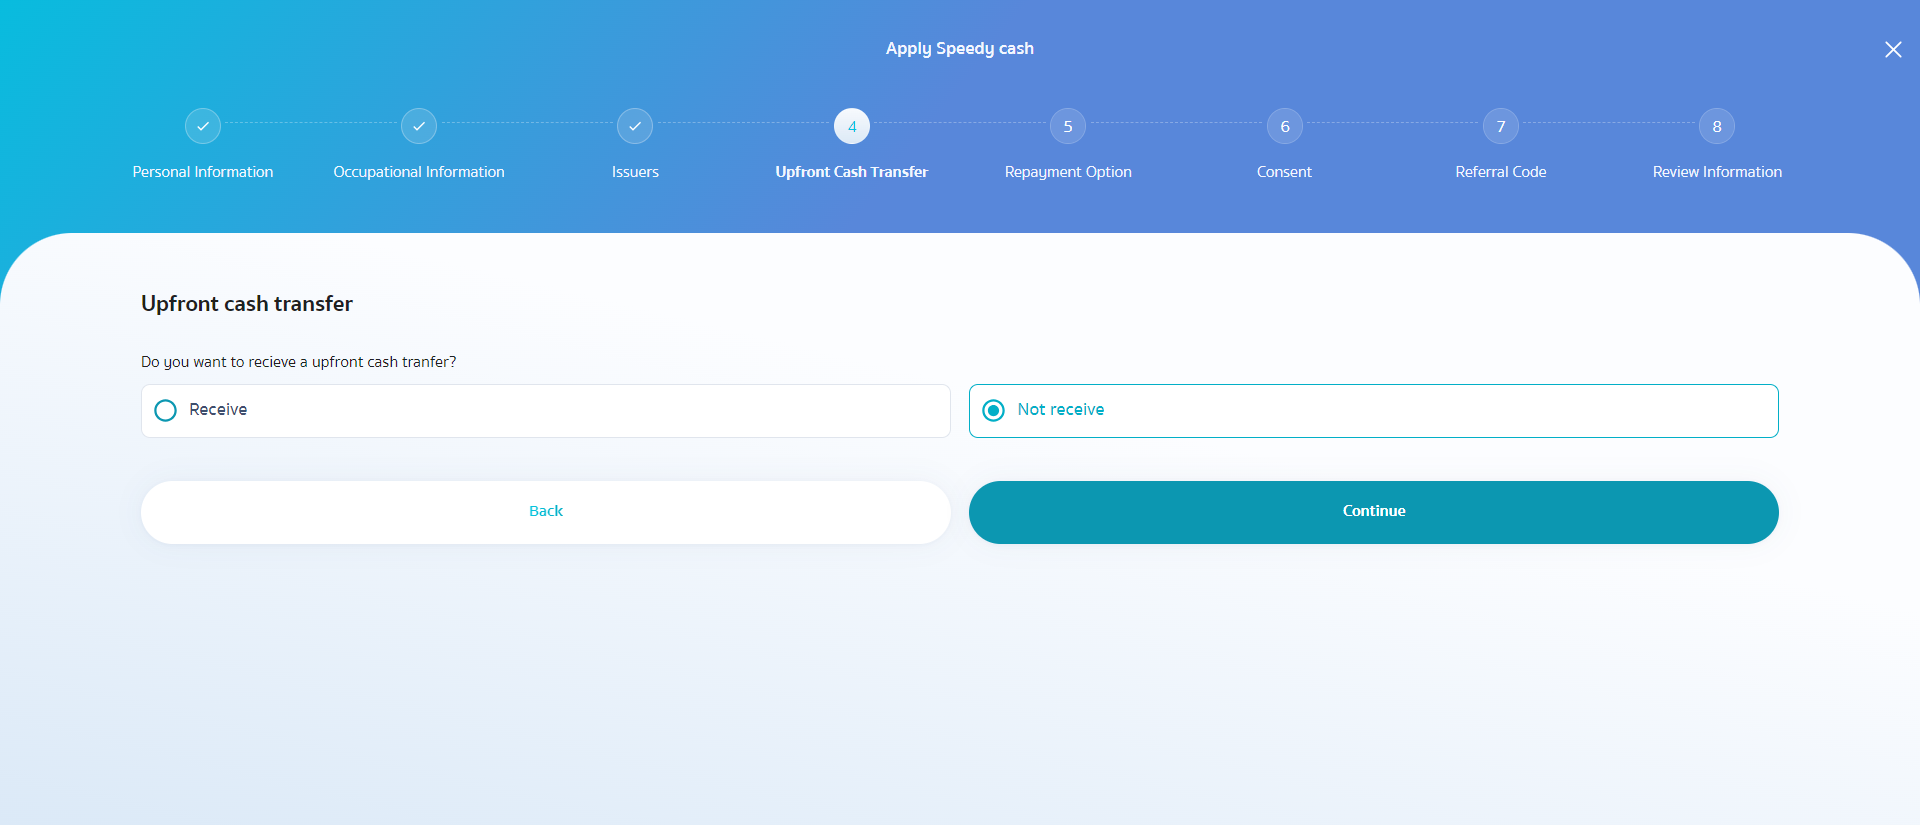 Apply Speedy cash
4
5
6
7
8
Personal Information
Occupational Information
Issuers
Upfront Cash Transfer
Repayment Option
Consent
Referral Code
Review Information
Upfront cash transfer
Do you want to recieve a upfront cash tranfer?
Receive
Not receive
Back
Continue